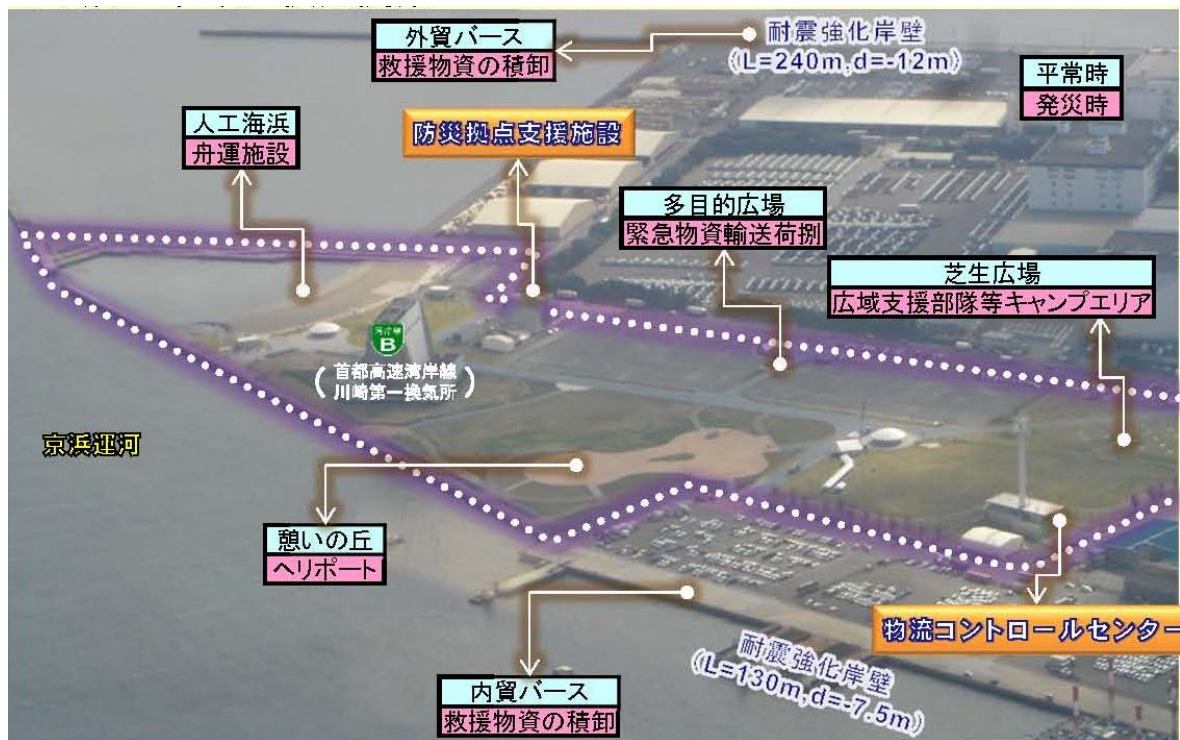 外貿バース
救援物資の積卸
耐震強化岸壁
(L=240m,d=-12m)
平常時
発災時
人工海浜
舟運施設
防災拠点支援施設
多目的広場
緊急物資輸送荷捌
芝生広場
広域支援部隊等キャンプエリア
湾岸線
B
(首都高速湾岸線
川崎第一換気所)
京浜運河
憩いの丘
ヘリポート
物流コントロールセンター
耐震強化岸壁
(L=130m,d=-7.5m)
内貿バース
救援物資の積卸